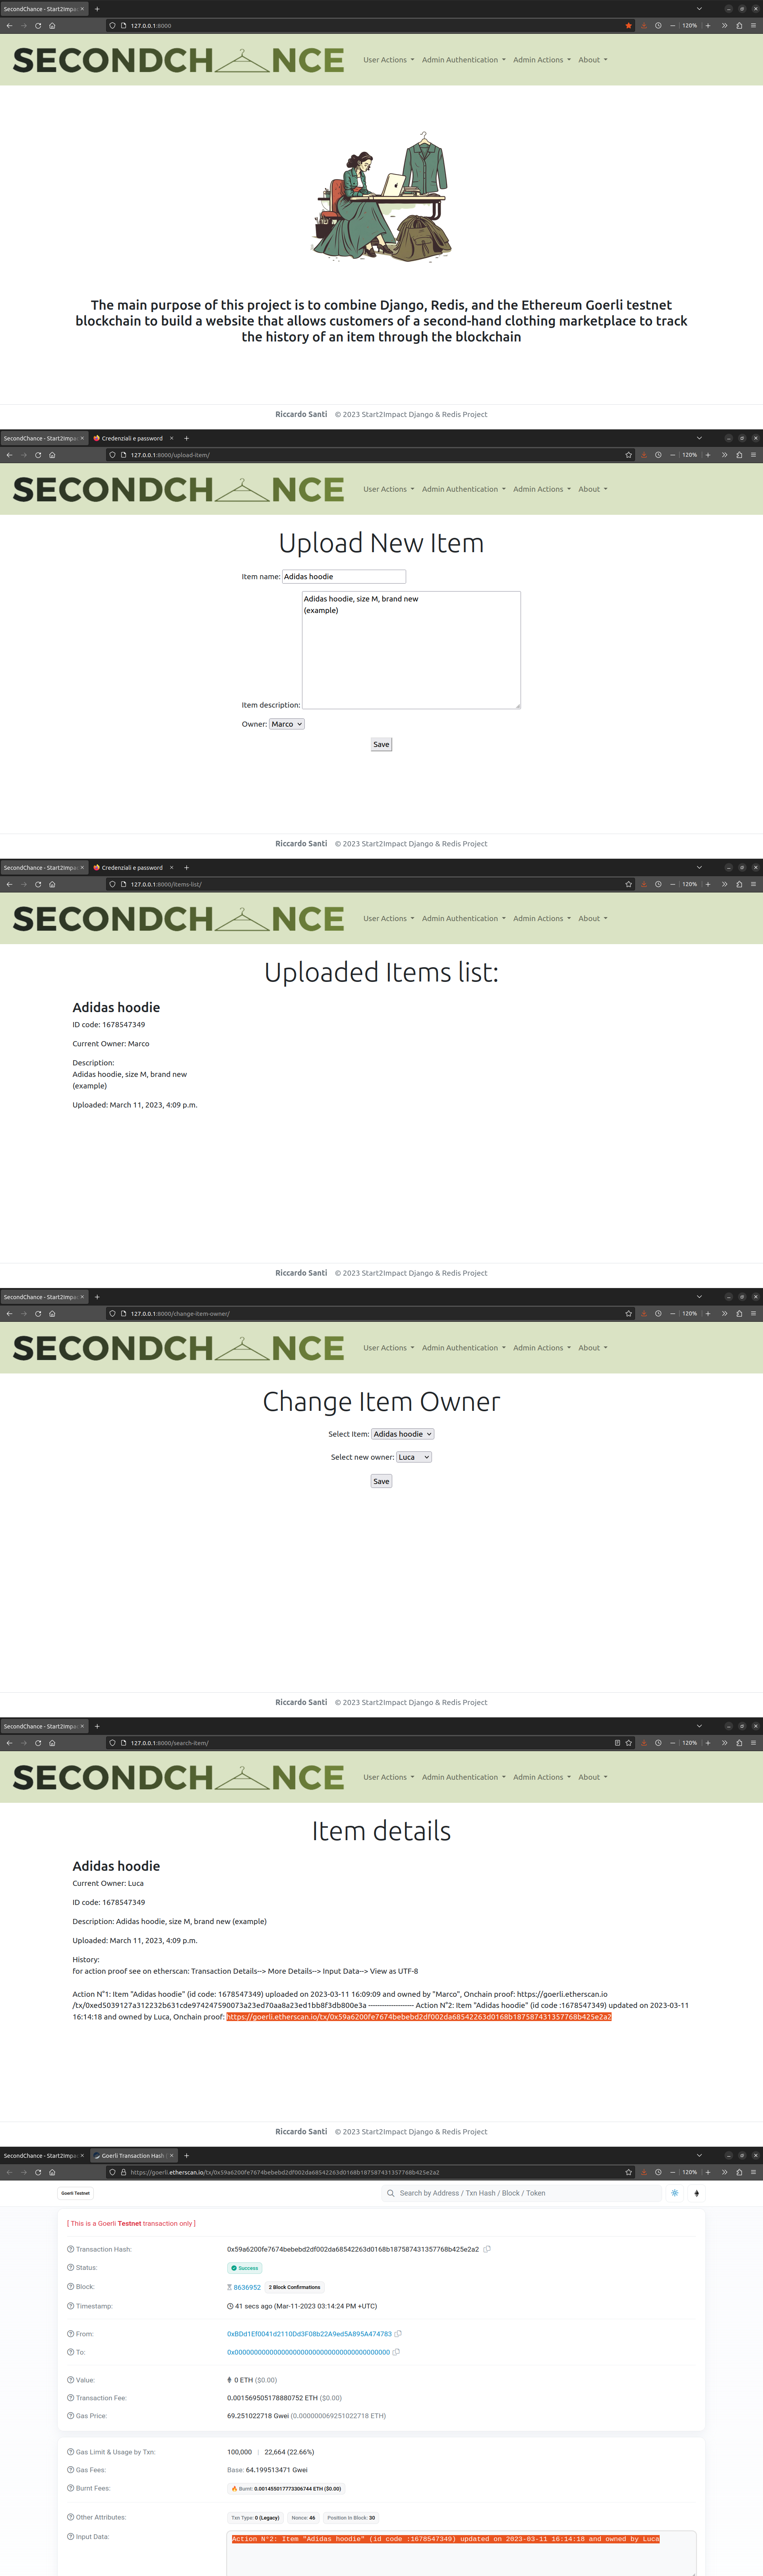 SecondChance - Start2Impa
127.0.0.1:8000
120%
SECONDCHANCE
User Actions
Admin Authentication
Admin Actions
About
The main purpose of this project is to combine Django, Redis, and the Ethereum Goerli testnet
blockchain to build a website that allows customers of a second-hand clothing marketplace to track
the history of an item through the blockchain
Riccardo Santi © 2023 Start2Impact Django & Redis Project
SecondChance - Start2Impa
Credenziali e password
127.0.0.1:8000/upload-item/
120%
SECONDCHANCE
User Actions
Admin Authentication
Admin Actions
About
Upload New Item
Item name: Adidas hoodie
Adidas hoodie, size M, brand new
(example)
Item description:
Owner: Marco
Save
Riccardo Santi © 2023 Start2Impact Django & Redis Project
SecondChance - Start2Impa
Credenziali e password
127.0.0.1:8000/items-list/
120%
SECONDCHANCE
User Actions
Admin Authentication
Admin Actions
About
Uploaded Items list:
Adidas hoodie
ID code: 1678547349
Current Owner: Marco
Description:
Adidas hoodie, size M, brand new
(example)
Uploaded: March 11, 2023, 4:09 p.m.
Riccardo Santi © 2023 Start2Impact Django & Redis Project
SecondChance - Start2Impa
127.0.0.1:8000/change-item-owner/
120%
SECONDCHANCE
User Actions
Admin Authentication
Admin Actions
About
Change Item Owner
Select Item: Adidas hoodie
Select new owner: Luca
Save
Riccardo Santi © 2023 Start2Impact Django & Redis Project
SecondChance - Start2Impa
127.0.0.1:8000/search-item/
120%
SECONDCHANCE
User Actions
Admin Authentication
Admin Actions
About
Item details
Adidas hoodie
Current Owner: Luca
ID code: 1678547349
Description: Adidas hoodie, size M, brand new (example)
Uploaded: March 11, 2023, 4:09 p.m.
History:
for action proof see on etherscan: Transaction Details--> More Details--> Input Data--> View as UTF-8
Action N°1: Item "Adidas hoodie" (id code: 1678547349) uploaded on 2023-03-11 16:09:09 and owned by "Marco", Onchain proof: https://goerli.etherscan.io
/tx/0xed5039127a312232b631cde974247590073a23ed70aa8a23ed1bb8f3db800e3a -------------------- Action N°2: Item "Adidas hoodie" (id code :1678547349) updated on 2023-03-11
16:14:18 and owned by Luca, Onchain proof: https://goerli.etherscan.io/tx/0x59a6200fe7674bebebd2df002da68542263d0168b187587431357768b425e2a2
Riccardo Santi © 2023 Start2Impact Django & Redis Project
SecondChance - Start2Impa
Goerli Transaction Hash
https://goerli.etherscan.io/tx/0x59a6200fe7674bebebd2df002da68542263d0168b187587431357768b425e2a2
120%
Goerli Testnet
Search by Address / Txn Hash / Block / Token
[ This is a Goerli Testnet transaction only ]
Transaction Hash: 0x59a6200fe7674bebebd2df002da68542263d0168b187587431357768b425e2a2
Status: Success
Block: 8636952 2 Block Confirmations
Timestamp: 41 secs ago (Mar-11-2023 03:14:24 PM +UTC)
From: 0xBDd1Ef0041d2110Dd3F08b22A9ed5A895A474783
To: 0x0000000000000000000000000000000000000000
Value: 0 ETH ($0.00)
Transaction Fee: 0.001569505178880752 ETH ($0.00)
Gas Price: 69.251022718 Gwei (0.000000069251022718 ETH)
Gas Limit & Usage by Txn: 100,000 | 22,664 (22.66%)
Gas Fees: Base: 64.199513471 Gwei
Burnt Fees: Burnt: 0.001455017773306744 ETH ($0.00)
Other Attributes: Txn Type: 0 (Legacy) Nonce: 46 Position In Block: 30
Input Data: Action N°2: Item "Adidas hoodie" (id code :1678547349) updated on 2023-03-11 16:14:18 and owned by Luca